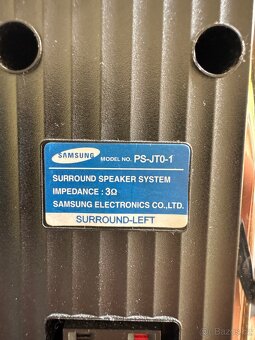 SAMSUNG MODEL NO. PS-JT0-1
SURROUND SPEAKER SYSTEM
IMPEDANCE : 3Ω
SAMSUNG ELECTRONICS CO., LTD.
SURROUND-LEFT